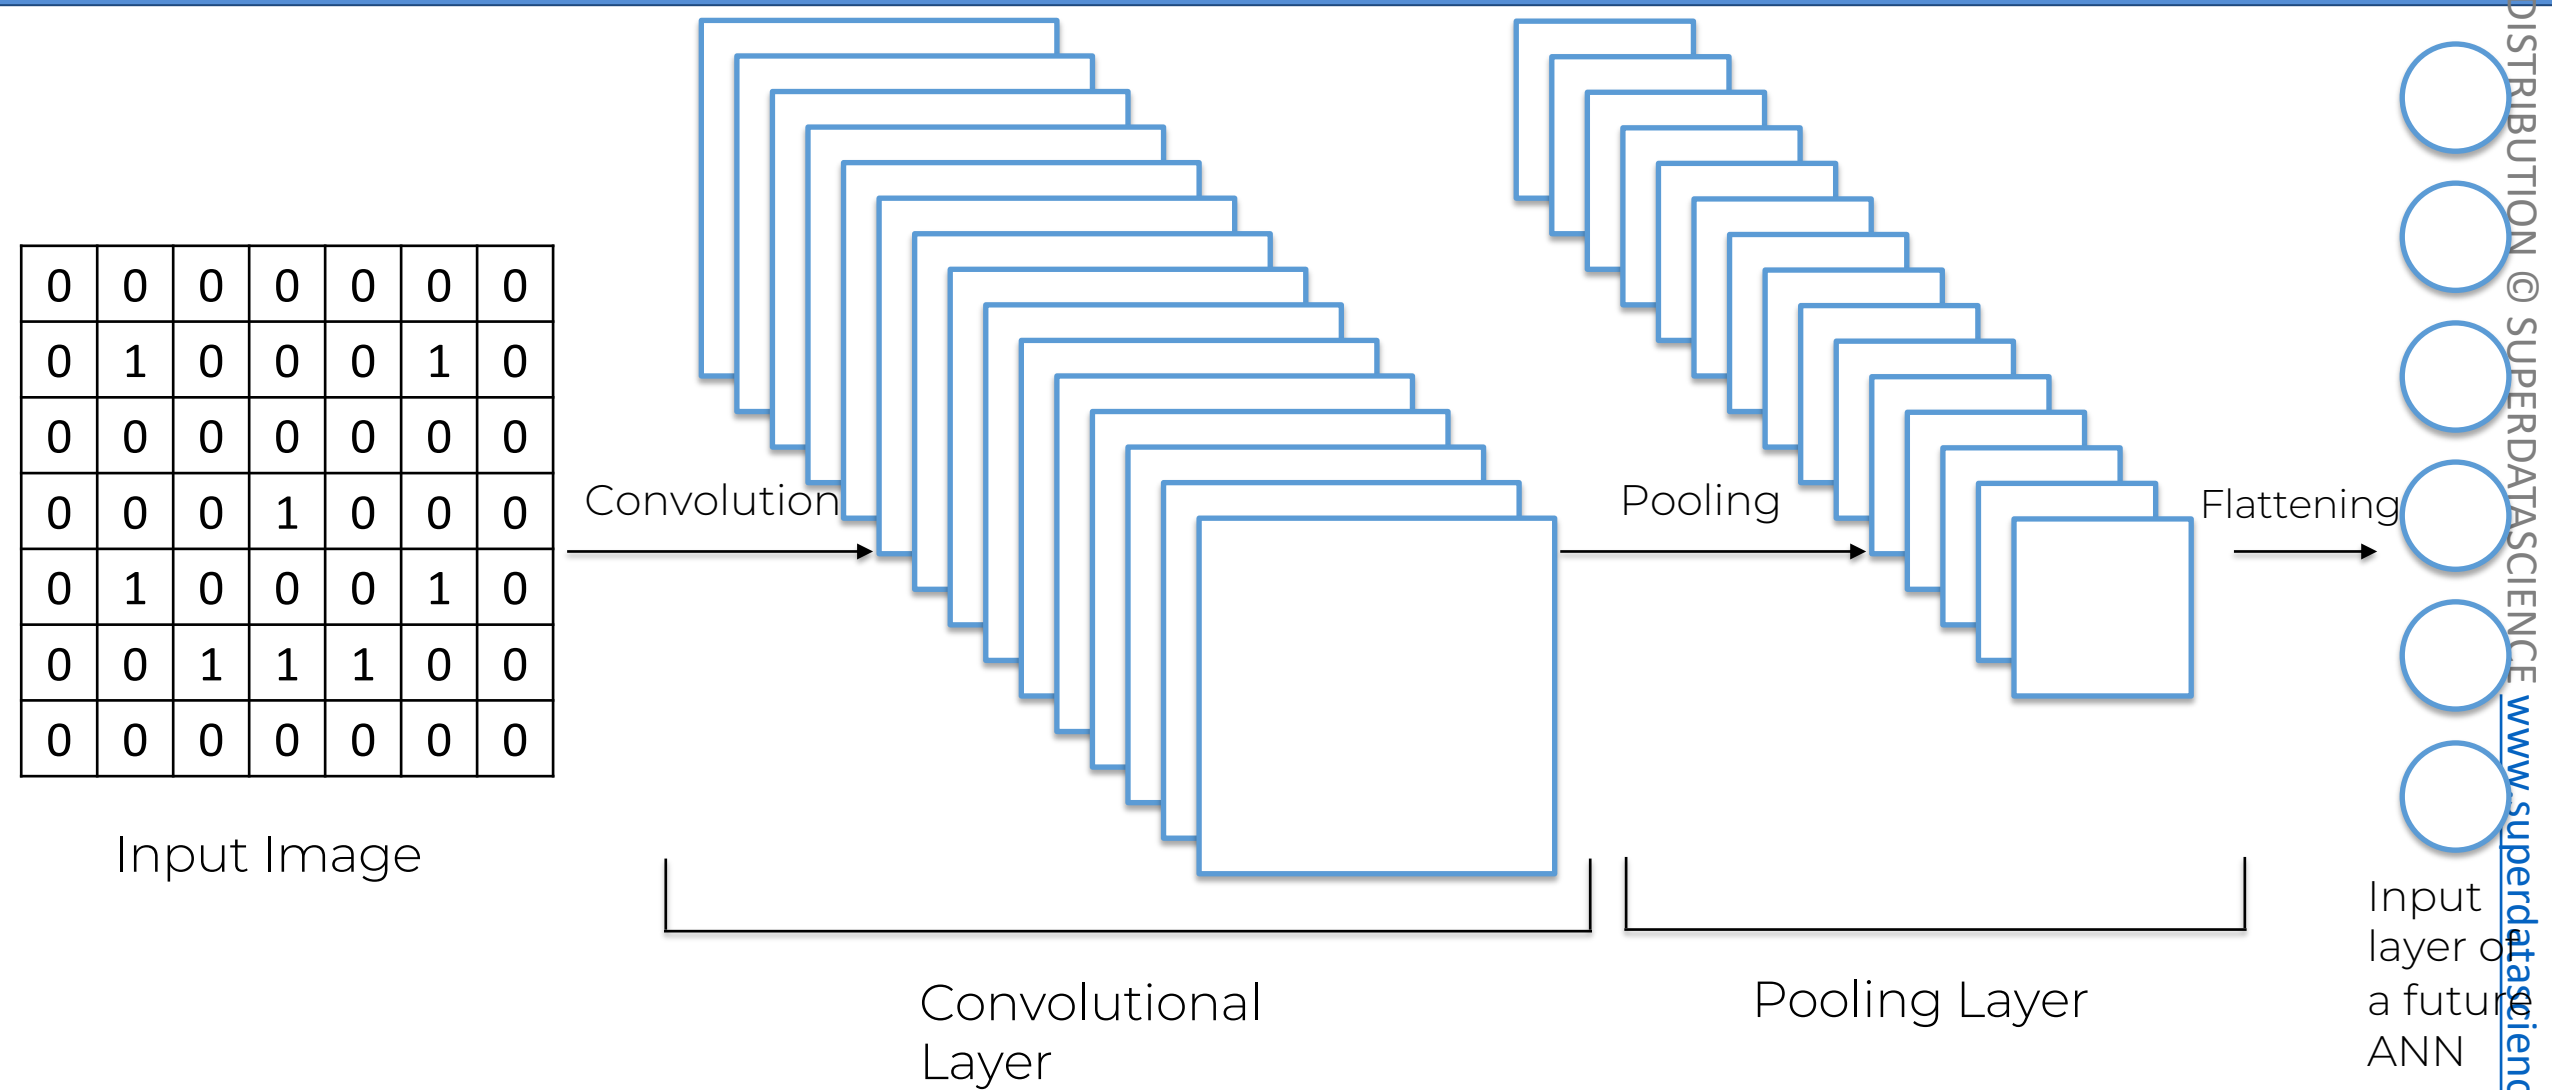 0 0 0 0 0 0 0
0 1 0 0 0 1 0
0 0 0 0 0 0 0
0 0 0 1 0 0 0
0 1 0 0 0 1 0
0 0 1 1 1 0 0
0 0 0 0 0 0 0
Input Image
Convolution
Convolutional
Layer
Pooling
Pooling Layer
Flattening
Input
layer of
a future
ANN
DISTRIBUTION © SUPERDATASCIENCE www.superdatascienc